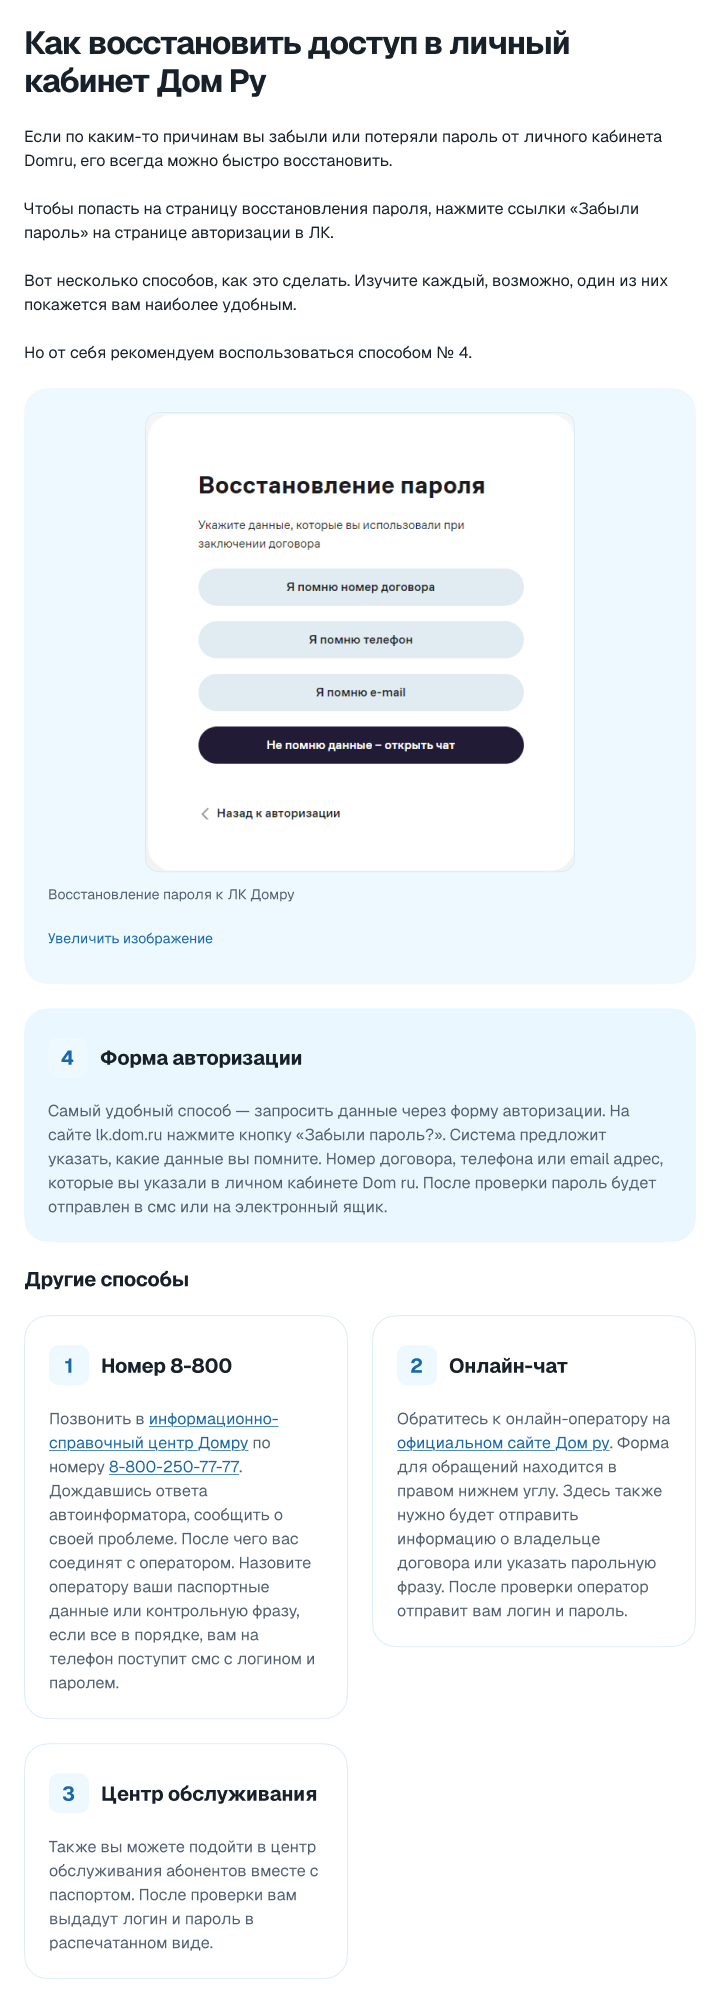 Как восстановить доступ в личный
кабинет Дом Ру
Если по каким-то причинам вы забыли или потеряли пароль от личного кабинета
Domru, его всегда можно быстро восстановить.
Чтобы попасть на страницу восстановления пароля, нажмите ссылки «Забыли
пароль» на странице авторизации в ЛК.
Вот несколько способов, как это сделать. Изучите каждый, возможно, один из них
покажется вам наиболее удобным.
Но от себя рекомендуем воспользоваться способом № 4.
Восстановление пароля
Укажите данные, которые вы использовали при
заключении договора
Я помню номер договора
Я помню телефон
Я помню e-mail
Не помню данные – открыть чат
Назад к авторизации
Восстановление пароля к ЛК Домру
Увеличить изображение
4 Форма авторизации
Самый удобный способ — запросить данные через форму авторизации. На
сайте lk.dom.ru нажмите кнопку «Забыли пароль?». Система предложит
указать, какие данные вы помните. Номер договора, телефона или email адрес,
которые вы указали в личном кабинете Dom ru. После проверки пароль будет
отправлен в смс или на электронный ящик.
Другие способы
1 Номер 8-800
Позвонить в информационно-
справочный центр Домру по
номеру 8-800-250-77-77.
Дождавшись ответа
автоинформатора, сообщить о
своей проблеме. После чего вас
соединят с оператором. Назовите
оператору ваши паспортные
данные или контрольную фразу,
если все в порядке, вам на
телефон поступит смс с логином и
паролем.
2 Онлайн-чат
Обратитесь к онлайн-оператору на
официальном сайте Дом ру. Форма
для обращений находится в
правом нижнем углу. Здесь также
нужно будет отправить
информацию о владельце
договора или указать парольную
фразу. После проверки оператор
отправит вам логин и пароль.
3 Центр обслуживания
Также вы можете подойти в центр
обслуживания абонентов вместе с
паспортом. После проверки вам
выдадут логин и пароль в
распечатанном виде.